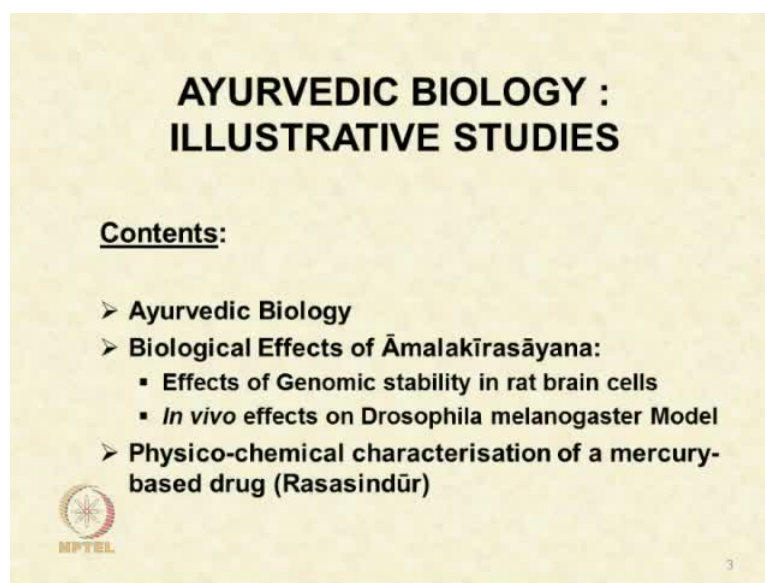 AYURVEDIC BIOLOGY :
ILLUSTRATIVE STUDIES
Contents:
➢ Ayurvedic Biology
➢ Biological Effects of Āmalakīrasāyana:
▪ Effects of Genomic stability in rat brain cells
▪ In vivo effects on Drosophila melanogaster Model
➢ Physico-chemical characterisation of a mercury-
based drug (Rasasindūr)
NPTEL
3